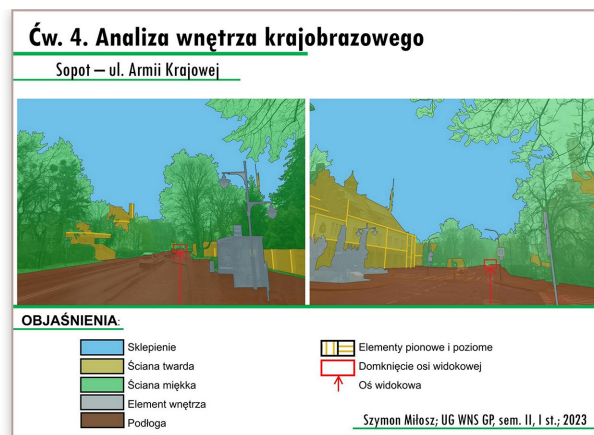 Ćw. 4. Analiza wnętrza krajobrazowego
Sopot – ul. Armii Krajowej
OBJAŚNIENIA:
Sklepienie
Ściana twarda
Ściana miękka
Element wnętrza
Podłoga
Elementy pionowe i poziome
Domknięcie osi widokowej
Oś widokowa
Szymon Miłosz; UG WNS GP, sem. II, I st.; 2023